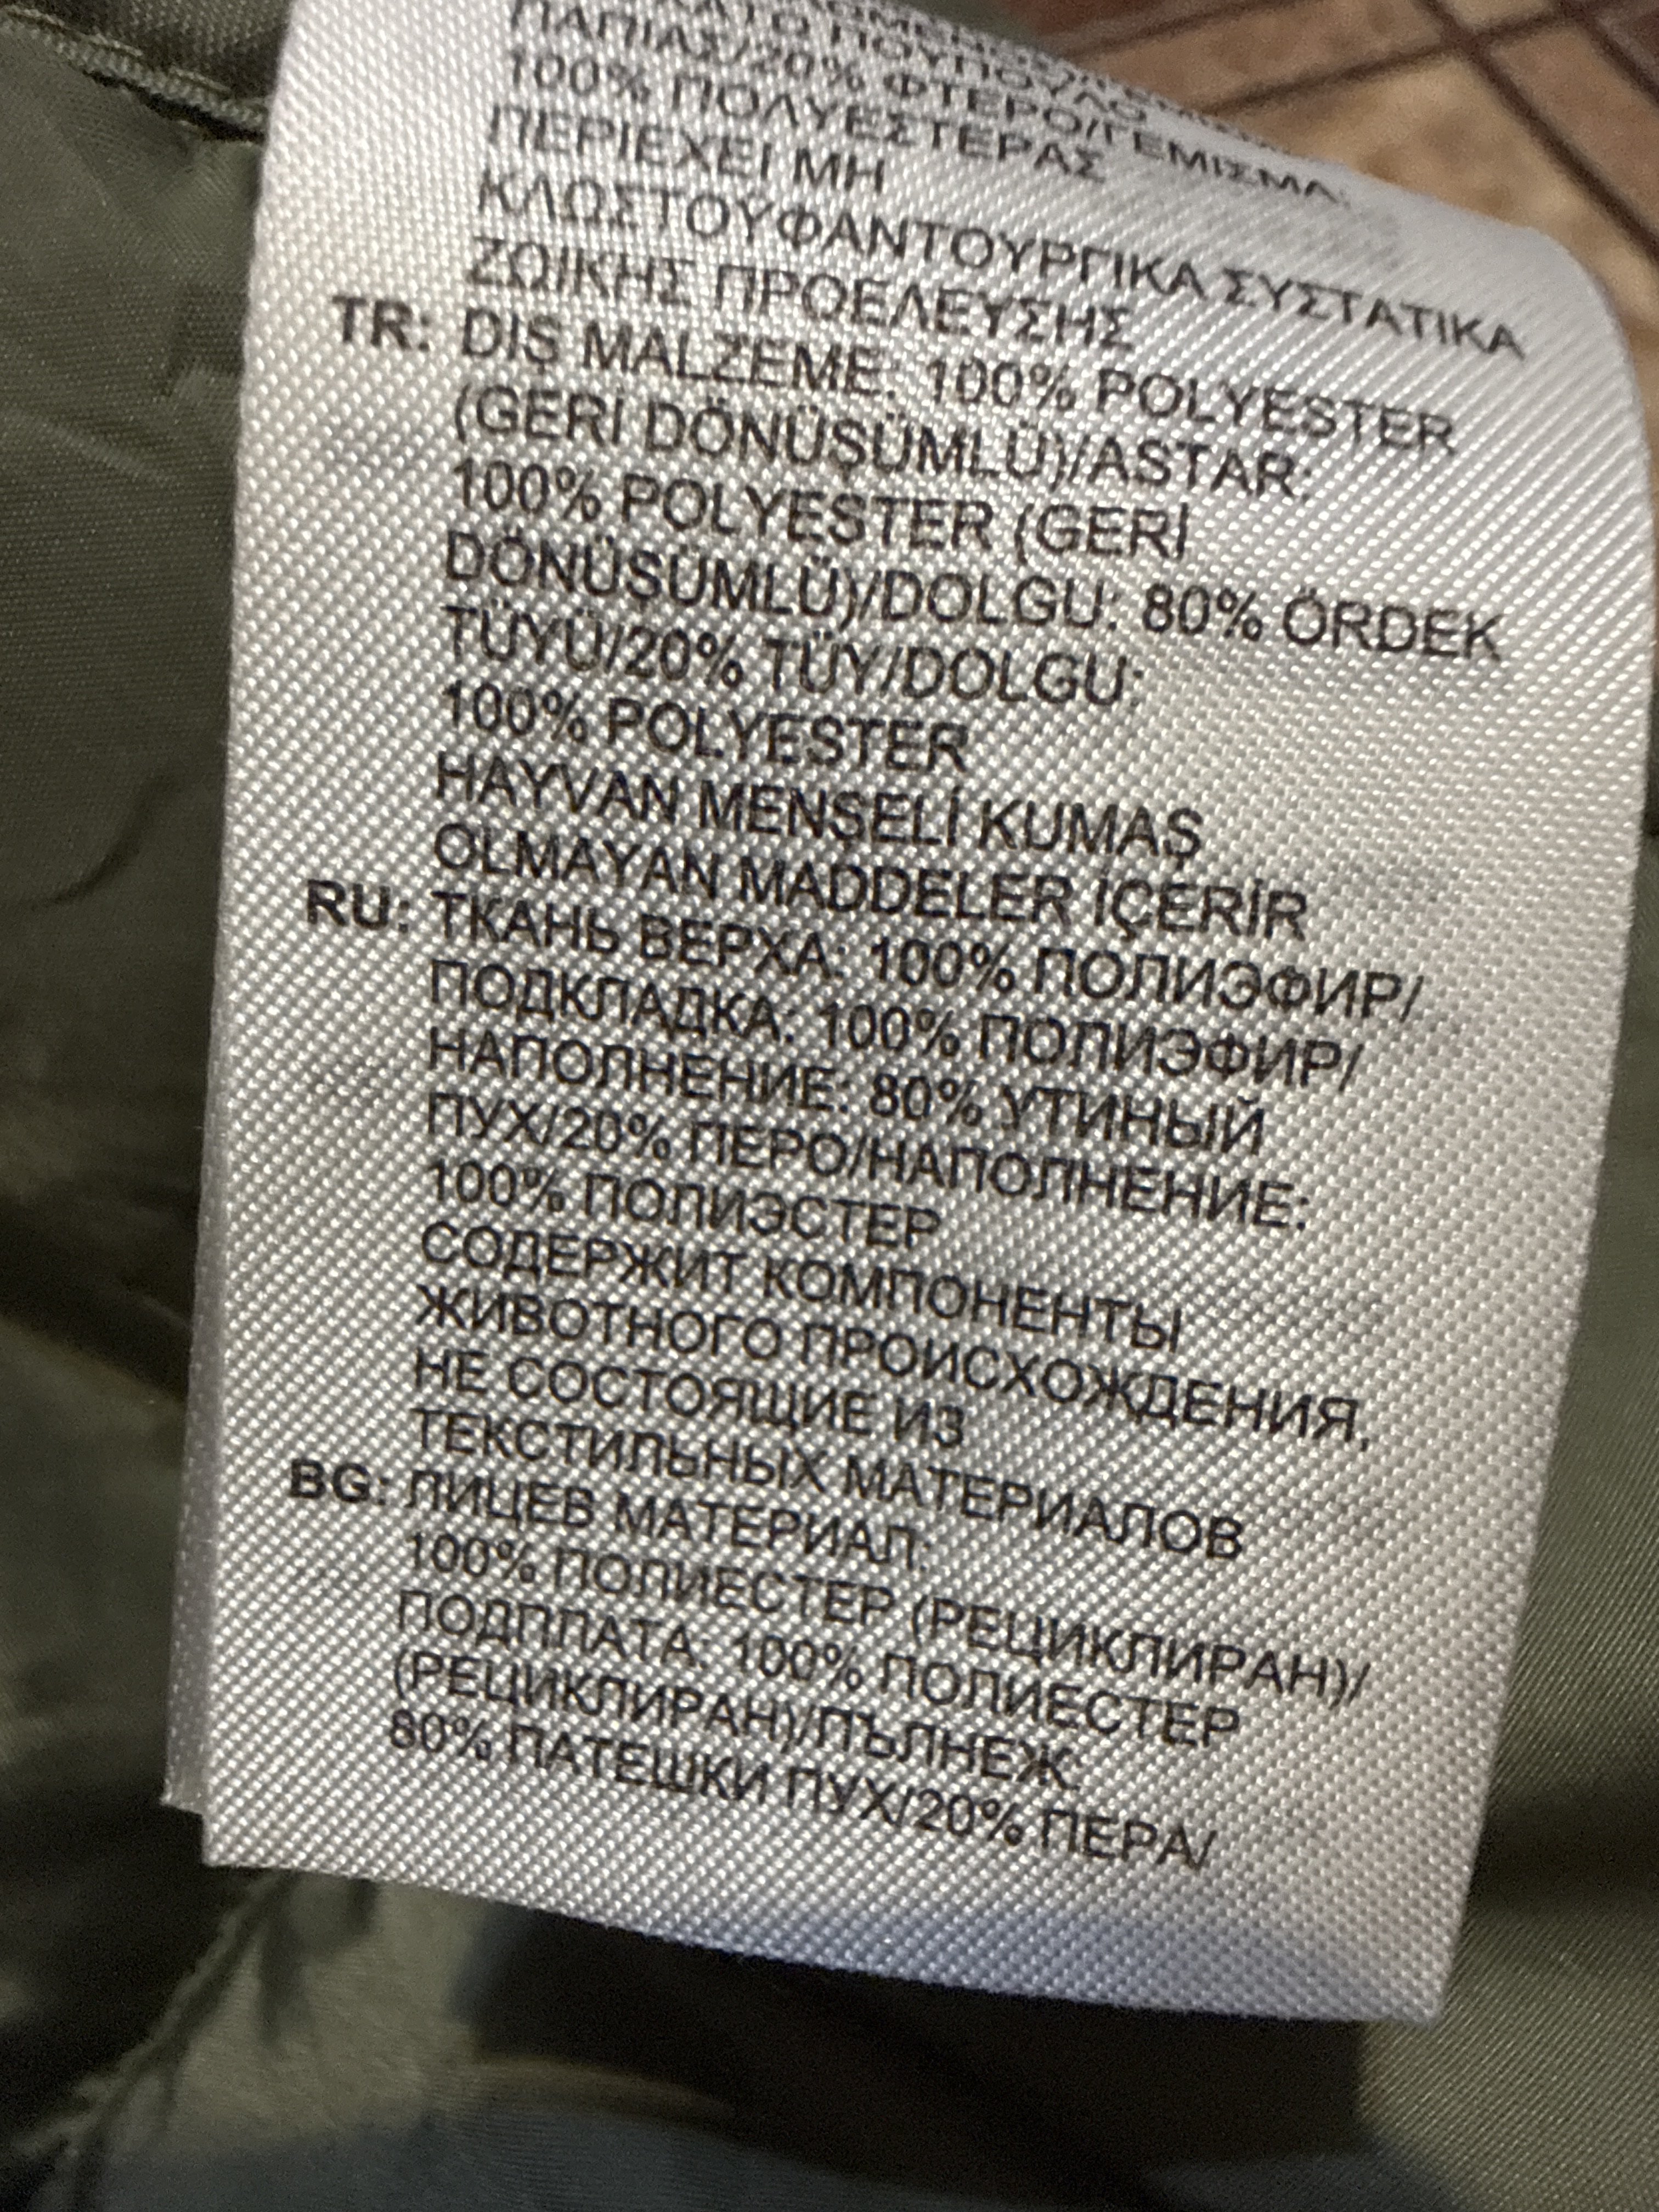 ΠΑΠΙΑΣ/20% ΦΤΕΡΟ/ΓΕΜΙΣΜΑ:
100% ΠΟΛΥΕΣΤΕΡΑΣ
ΠΕΡΙΕΧΕΙ ΜΗ
ΚΛΩΣΤΟΥΦΑΝΤΟΥΡΓΙΚΑ ΣΥΣΤΑΤΙΚΑ
ΖΩΙΚΗΣ ΠΡΟΕΛΕΥΣΗΣ
TR: DIŞ MALZEME: 100% POLYESTER
(GERİ DÖNÜŞÜMLÜ)/ASTAR:
100% POLYESTER (GERİ
DÖNÜŞÜMLÜ)/DOLGU: 80% ÖRDEK
TÜYÜ/20% TÜY/DOLGU:
100% POLYESTER
HAYVAN MENŞELİ KUMAŞ
OLMAYAN MADDELER İÇERİR
RU: ТКАНЬ ВЕРХА: 100% ПОЛИЭФИР/
ПОДКЛАДКА: 100% ПОЛИЭФИР/
НАПОЛНЕНИЕ: 80% УТИНЫЙ
ПУХ/20% ПЕРО/НАПОЛНЕНИЕ:
100% ПОЛИЭСТЕР
СОДЕРЖИТ КОМПОНЕНТЫ
ЖИВОТНОГО ПРОИСХОЖДЕНИЯ,
НЕ СОСТОЯЩИЕ ИЗ
ТЕКСТИЛЬНЫХ МАТЕРИАЛОВ
BG: ЛИЦЕВ МАТЕРИАЛ:
100% ПОЛИЕСТЕР (РЕЦИКЛИРАН)/
ПОДПЛАТА: 100% ПОЛИЕСТЕР
(РЕЦИКЛИРАН)/ПЪЛНЕЖ:
80% ПАТЕШКИ ПУХ/20% ПЕРА/